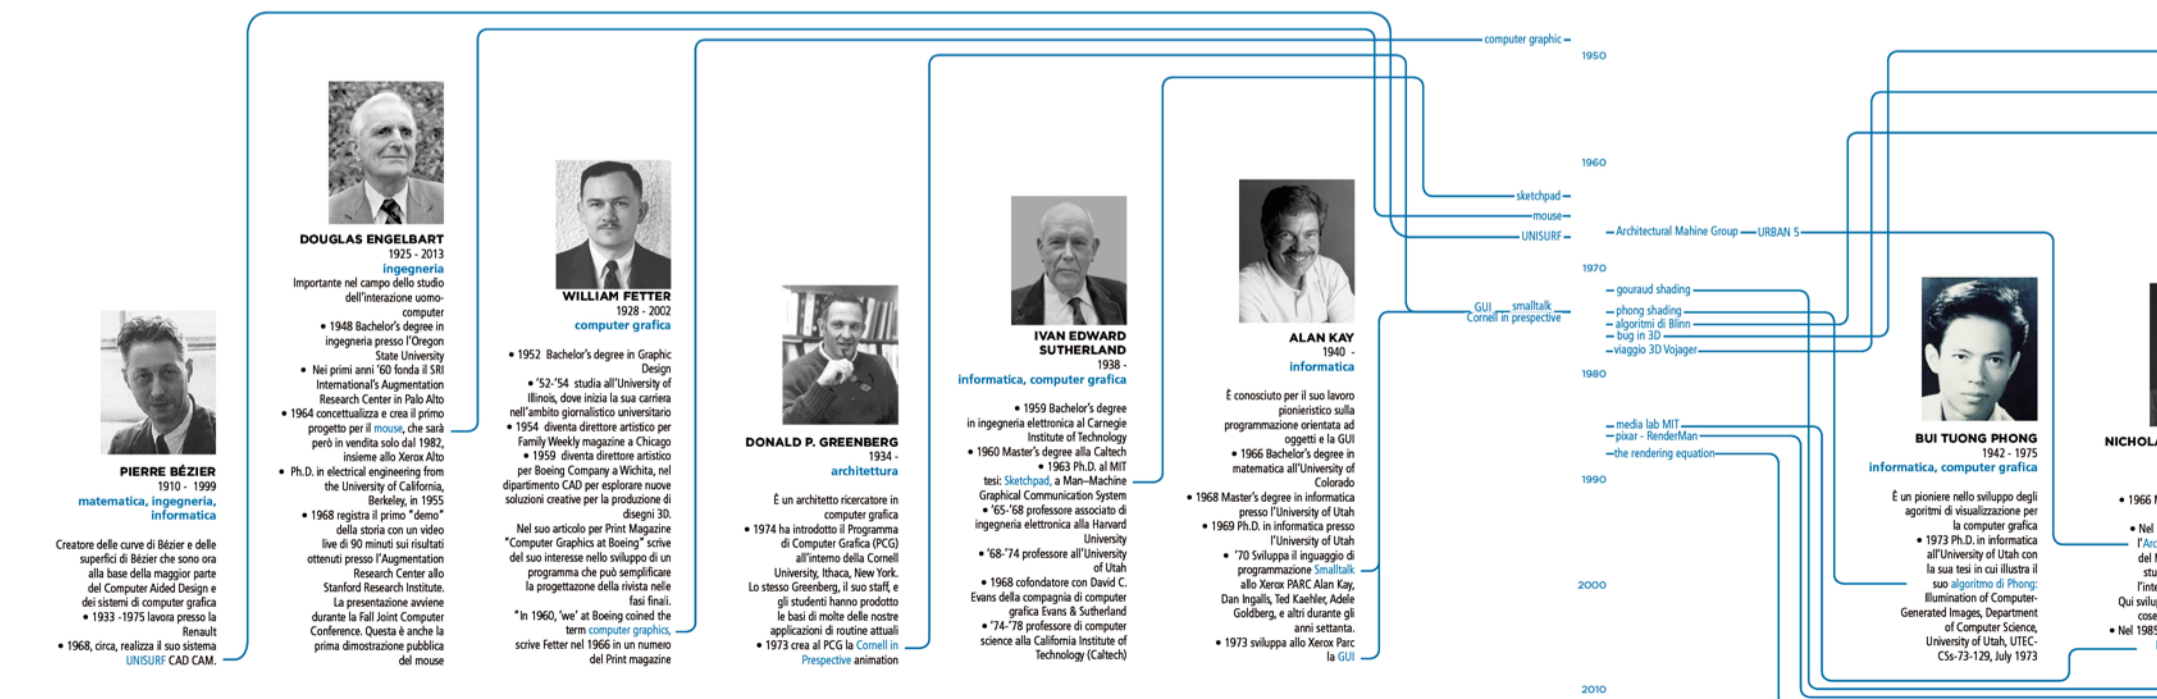 PIERRE BÉZIER
1910 - 1999
matematica, ingegneria,
informatica
Creatore delle curve di Bézier e delle
superfici di Bézier che sono ora
alla base della maggior parte
del Computer Aided Design e
dei sistemi di computer grafica
• 1933 -1975 lavora presso la
Renault
• 1968, circa, realizza il suo sistema
UNISURF CAD CAM.
DOUGLAS ENGELBART
1925 - 2013
ingegneria
Importante nel campo dello studio
dell'interazione uomo-
computer
• 1948 Bachelor's degree in
ingegneria presso l'Oregon
State University
• Nei primi anni '60 fonda il SRI
International's Augmentation
Research Center in Palo Alto
• 1964 concettualizza e crea il primo
progetto per il mouse, che sarà
però in vendita solo dal 1982,
insieme allo Xerox Alto
• Ph.D. in electrical engineering from
the University of California,
Berkeley, in 1955
• 1968 registra il primo "demo"
della storia con un video
live di 90 minuti sui risultati
ottenuti presso l'Augmentation
Research Center allo
Stanford Research Institute.
La presentazione avviene
durante la Fall Joint Computer
Conference. Questa è anche la
prima dimostrazione pubblica
del mouse
WILLIAM FETTER
1928 - 2002
computer grafica
• 1952 Bachelor's degree in Graphic
Design
• '52-'54 studia all'University of
Illinois, dove inizia la sua carriera
nell'ambito giornalistico universitario
• 1954 diventa direttore artistico per
Family Weekly magazine a Chicago
• 1959 diventa direttore artistico
per Boeing Company a Wichita, nel
dipartimento CAD per esplorare nuove
soluzioni creative per la produzione di
disegni 3D.
Nel suo articolo per Print Magazine
"Computer Graphics at Boeing" scrive
del suo interesse nello sviluppo di un
programma che può semplificare
la progettazone della rivista nelle
fasi finali.
"In 1960, 'we' at Boeing coined the
term computer graphics,
scrive Fetter nel 1966 in un numero
del Print magazine
DONALD P. GREENBERG
1934 -
architettura
È un architetto ricercatore in
computer grafica
• 1974 ha introdotto il Programma
di Computer Grafica (PCG)
all'interno della Cornell
University, Ithaca, New York.
Lo stesso Greenberg, il suo staff, e
gli studenti hanno prodotto
le basi di molte delle nostre
applicazioni di routine attuali
• 1973 crea al PCG la Cornell in
Prespective animation
IVAN EDWARD
SUTHERLAND
1938 -
informatica, computer grafica
• 1959 Bachelor's degree
in ingegneria elettronica al Carnegie
Institute of Technology
• 1960 Master's degree alla Caltech
• 1963 Ph.D. al MIT
tesi: Sketchpad, a Man–Machine
Graphical Communication System
• '65-'68 professore associato di
ingegneria elettronica alla Harvard
University
• '68-'74 professore all'University
of Utah
• 1968 cofondatore con David C.
Evans della compagnia di computer
grafica Evans & Sutherland
• '74-'78 professore di computer
science alla California Institute of
Technology (Caltech)
ALAN KAY
1940 -
informatica
È conosciuto per il suo lavoro
pionieristico sulla
programmazione orientata ad
oggetti e la GUI
• 1966 Bachelor's degree in
matematica all'University of
Colorado
• 1968 Master's degree in informatica
presso l'University of Utah
• 1969 Ph.D. in informatica presso
l'University of Utah
• '70 Sviluppa il inguaggio di
programmazione Smalltalk
allo Xerox PARC Alan Kay,
Dan Ingalls, Ted Kaehler, Adele
Goldberg, e altri durante gli
anni settanta.
• 1973 sviluppa allo Xerox Parc
la GUI
computer graphic
sketchpad
mouse
UNISURF
GUI smalltalk
Cornell in prespective
1950
1960
1970
1980
1990
2000
2010
Architectural Mahine Group URBAN 5
gouraud shading
phong shading
algoritmi di Blinn
bug in 3D
viaggio 3D Vojager
media lab MIT
pixar - RenderMan
the rendering equation
BUI TUONG PHONG
1942 - 1975
informatica, computer grafica
È un pioniere nello sviluppo degli
agoritmi di visualizzazione per
la computer grafica
• 1973 Ph.D. in informatica
all'University of Utah con
la sua tesi in cui illustra il
suo algoritmo di Phong:
Illumination of Computer-
Generated Images, Department
of Computer Science,
University of Utah, UTEC-
CSs-73-129, July 1973
NICHOLA
• 1966 M
• Nel
l'Arc
del M
stu
l'inte
Qui svilup
cose
• Nel 1985